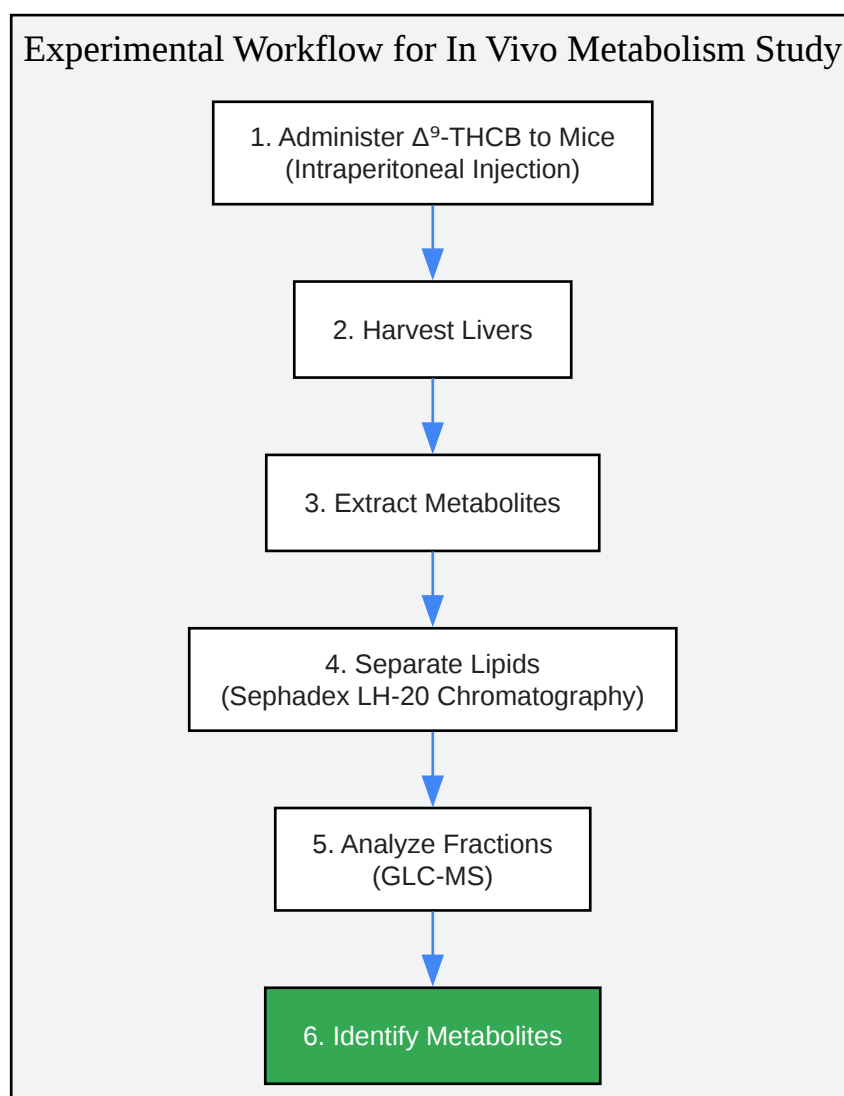 Experimental Workflow for In Vivo Metabolism Study
1. Administer Δ⁹-THCB to Mice
(Intraperitoneal Injection)
2. Harvest Livers
3. Extract Metabolites
4. Separate Lipids
(Sephadex LH-20 Chromatography)
5. Analyze Fractions
(GLC-MS)
6. Identify Metabolites